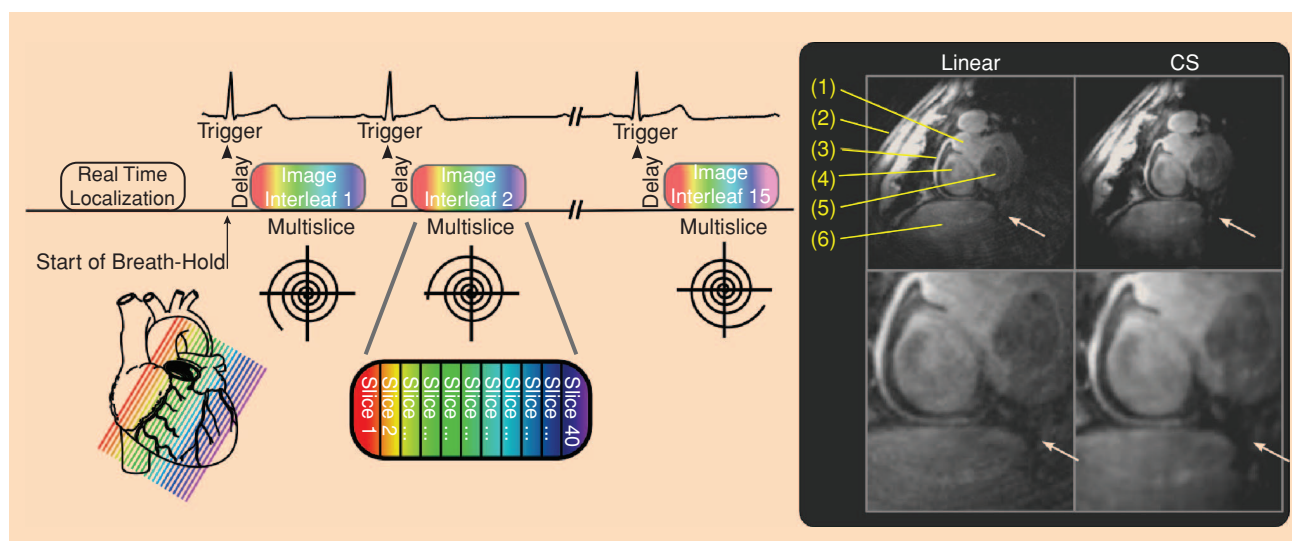 Trigger
Trigger
Trigger
Real Time
Localization
Delay
Image
Interleaf 1
Delay
Image
Interleaf 2
Delay
Image
Interleaf 15
Multislice
Multislice
Multislice
Start of Breath-Hold
Slice 1
Slice 2
Slice ...
Slice ...
Slice ...
Slice ...
Slice ...
Slice ...
Slice ...
Slice ...
Slice 40
Linear
CS
(1)
(2)
(3)
(4)
(5)
(6)